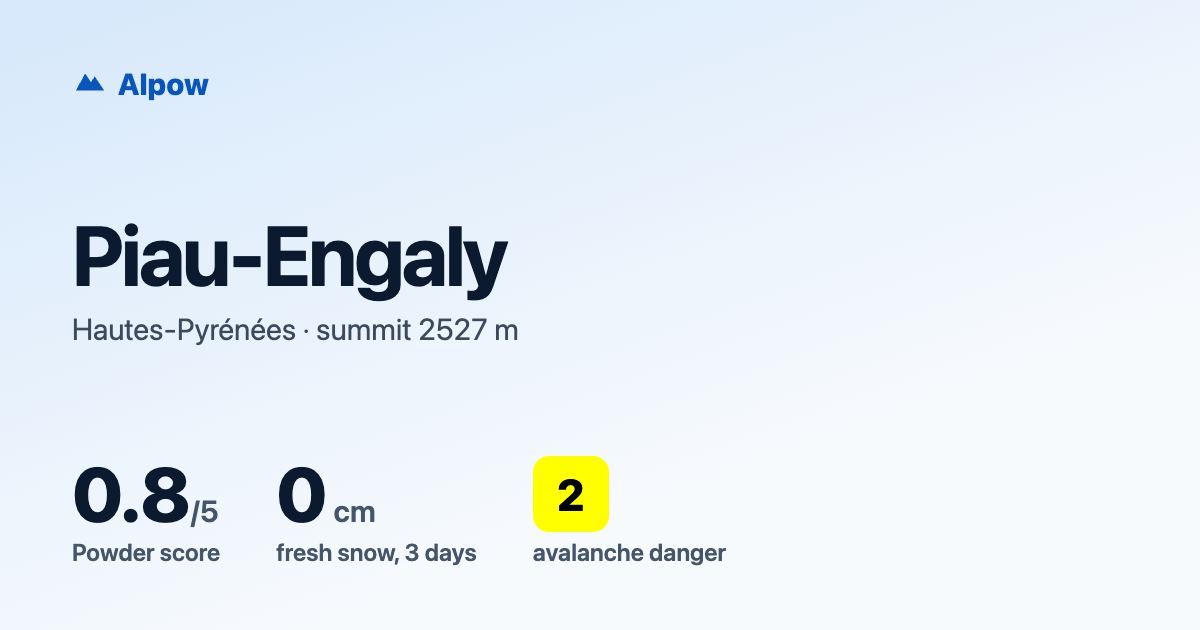 Alpow
Piau-Engaly
Hautes-Pyrénées · summit 2527 m
0.8/5
Powder score
0 cm
fresh snow, 3 days
2
avalanche danger